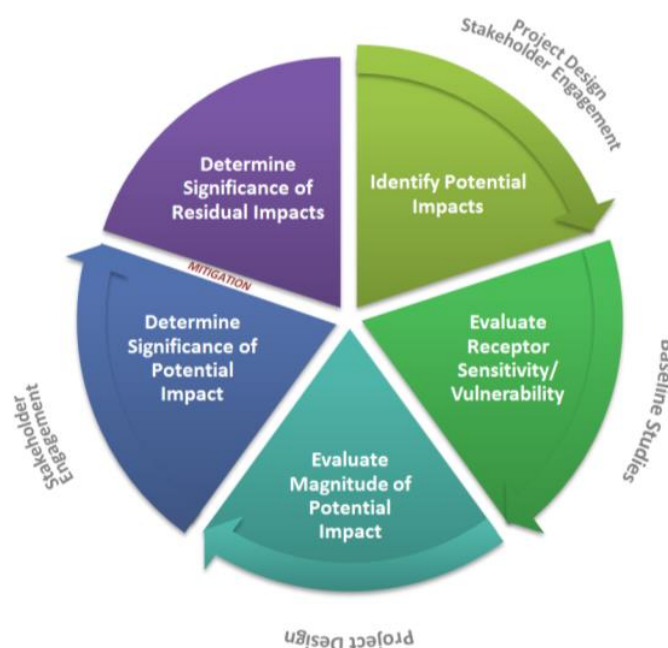 Project Design
Stakeholder Engagement
Identify Potential
Impacts
Evaluate
Receptor
Sensitivity/
Vulnerability
Baseline Studies
Evaluate
Magnitude of
Potential
Impact
Project Design
Determine
Significance of
Potential
Impact
Stakeholder
Engagement
MITIGATION
Determine
Significance of
Residual Impacts